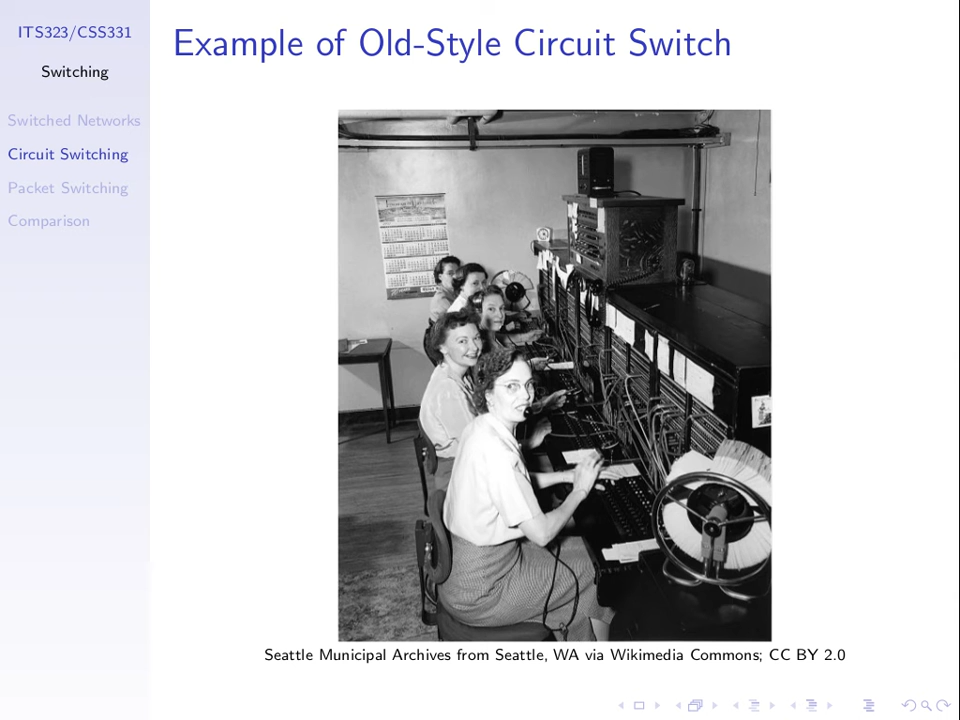 ITS323/CSS331
Switching
Switched Networks
Circuit Switching
Packet Switching
Comparison
Example of Old-Style Circuit Switch
Seattle Municipal Archives from Seattle, WA via Wikimedia Commons; CC BY 2.0